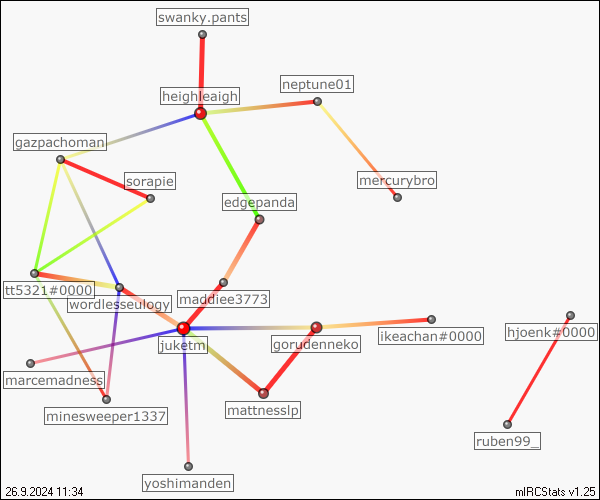 swanky.pants
neptune01
heighleaigh
gazpachoman
sorapie
mercurybro
edgepanda
tt5321#0000
maddiee3773
wordlesseulogy
hjoenk#0000
ikeachan#0000
juketm
gorudenneko
marcemadness
mattnesslp
minesweeper1337
ruben99_
yoshimanden
26.9.2024 11:34
mIRCStats v1.25